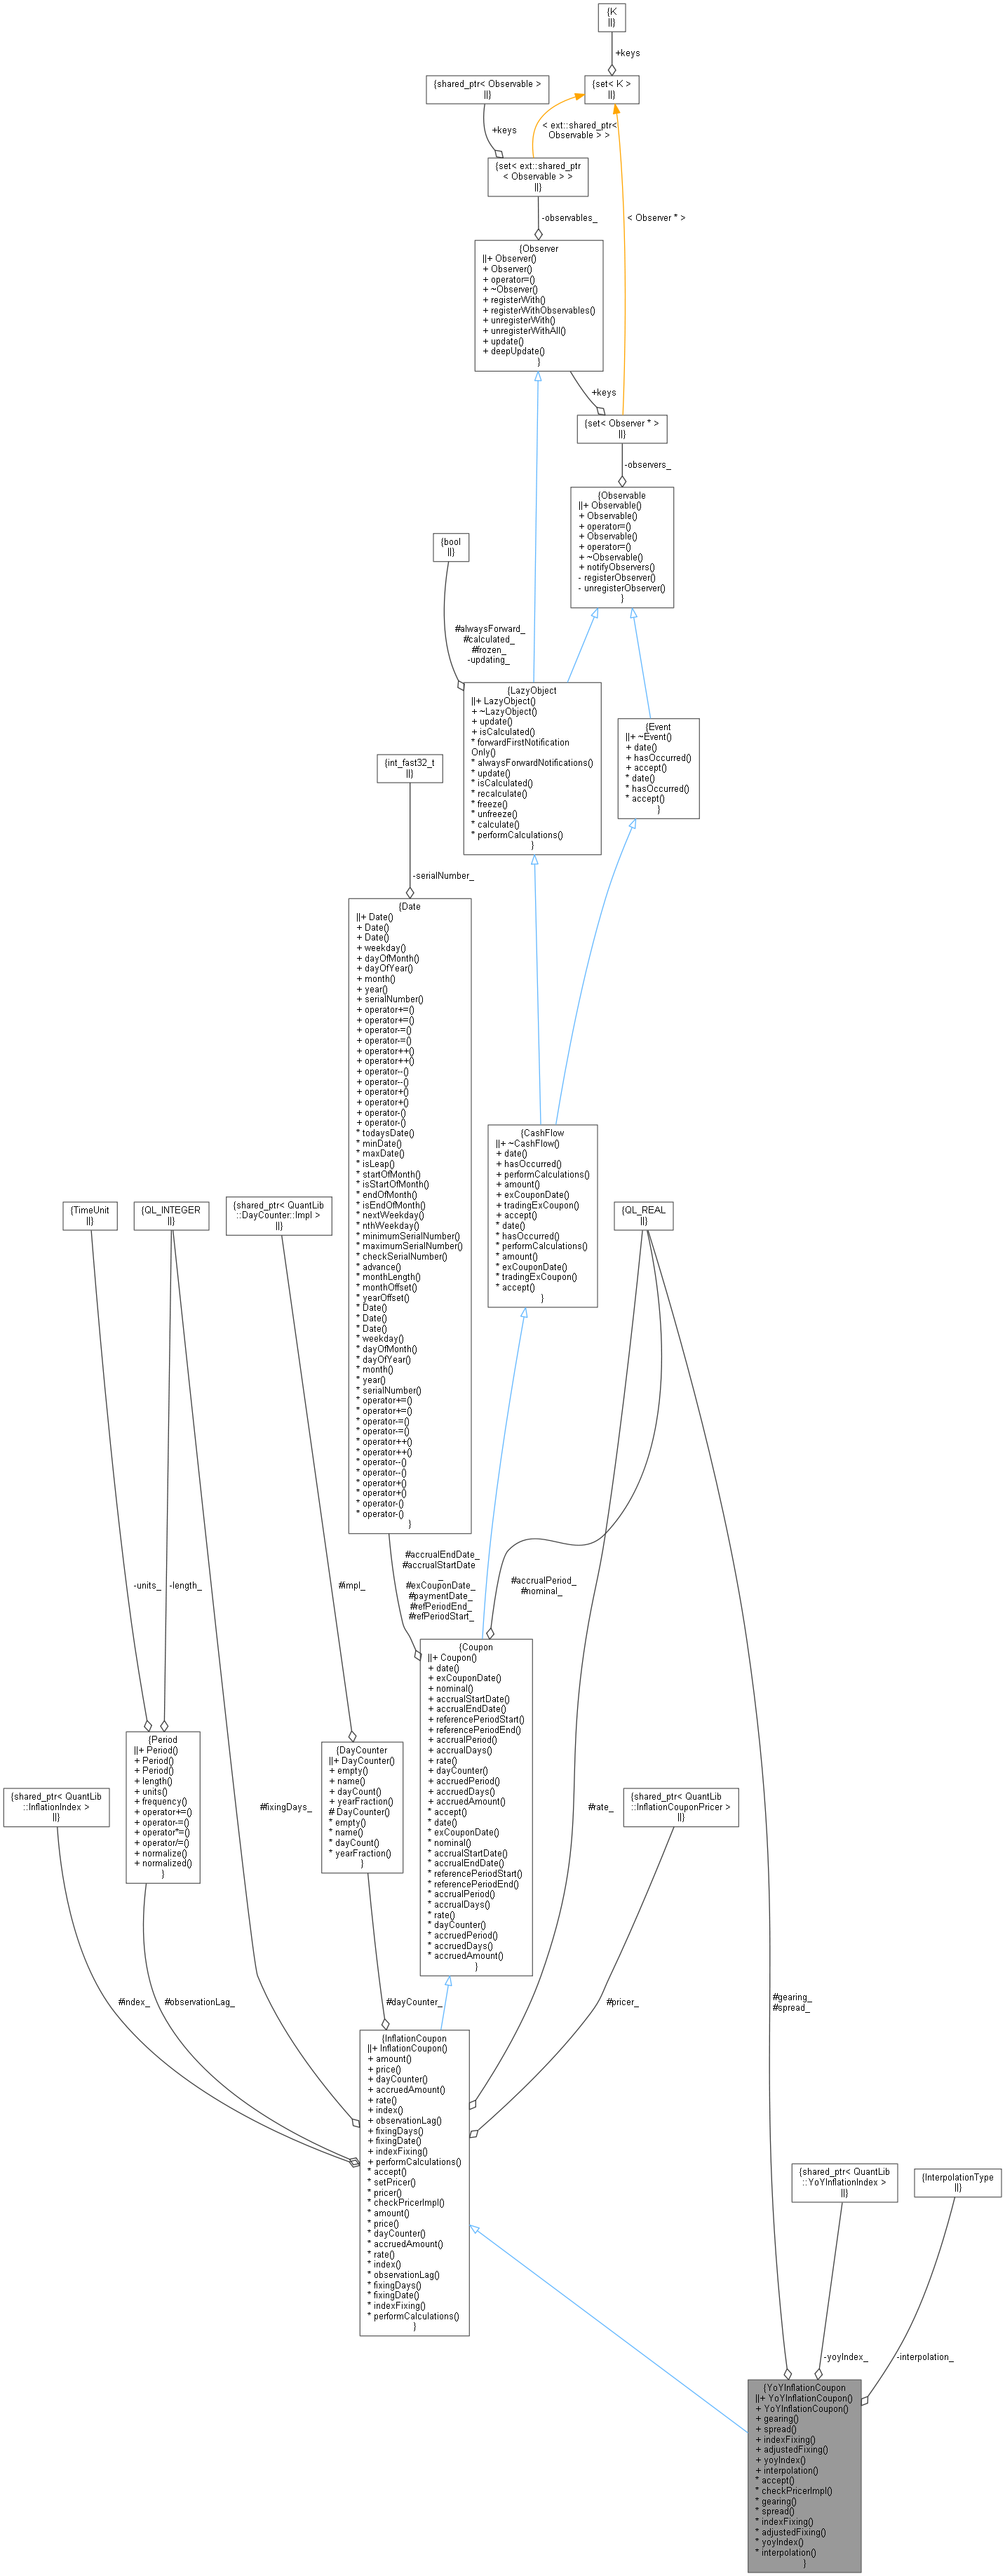 {K
||}
+keys
{shared_ptr< Observable >
||}
{set< K >
||}
+keys
< ext::shared_ptr<
Observable > >
{set< ext::shared_ptr
< Observable > >
||}
-observables_
< Observer * >
{Observer
||+ Observer()
+ Observer()
+ operator=()
+ ~Observer()
+ registerWith()
+ registerWithObservables()
+ unregisterWith()
+ unregisterWithAll()
+ update()
+ deepUpdate()
}
+keys
{set< Observer * >
||}
-observers_
{Observable
||+ Observable()
+ Observable()
+ operator=()
+ Observable()
+ operator=()
+ ~Observable()
+ notifyObservers()
- registerObserver()
- unregisterObserver()
}
{bool
||}
#alwaysForward_
#calculated_
#frozen_
-updating_
{LazyObject
||+ LazyObject()
+ ~LazyObject()
+ update()
+ isCalculated()
* forwardFirstNotification
Only()
* alwaysForwardNotifications()
* update()
* isCalculated()
* recalculate()
* freeze()
* unfreeze()
* calculate()
* performCalculations()
}
{Event
||+ ~Event()
+ date()
+ hasOccurred()
+ accept()
* date()
* hasOccurred()
* accept()
}
{int_fast32_t
||}
-serialNumber_
{Date
||+ Date()
+ Date()
+ Date()
+ weekday()
+ dayOfMonth()
+ dayOfYear()
+ month()
+ year()
+ serialNumber()
+ operator+=()
+ operator+=()
+ operator-=()
+ operator-=()
+ operator++()
+ operator++()
+ operator--()
+ operator--()
+ operator+()
+ operator+()
+ operator-()
+ operator-()
* todaysDate()
* minDate()
* maxDate()
* isLeap()
* startOfMonth()
* isStartOfMonth()
* endOfMonth()
* isEndOfMonth()
* nextWeekday()
* nthWeekday()
* minimumSerialNumber()
* maximumSerialNumber()
* checkSerialNumber()
* advance()
* monthLength()
* monthOffset()
* yearOffset()
* Date()
* Date()
* Date()
* weekday()
* dayOfMonth()
* dayOfYear()
* month()
* year()
* serialNumber()
* operator+=()
* operator+=()
* operator-=()
* operator-=()
* operator++()
* operator++()
* operator--()
* operator--()
* operator+()
* operator+()
* operator-()
* operator-()
}
{CashFlow
||+ ~CashFlow()
+ date()
+ hasOccurred()
+ performCalculations()
+ amount()
+ exCouponDate()
+ tradingExCoupon()
+ accept()
* date()
* hasOccurred()
* performCalculations()
* amount()
* exCouponDate()
* tradingExCoupon()
* accept()
}
{TimeUnit
||}
{QL_INTEGER
||}
{shared_ptr< QuantLib
::DayCounter::Impl >
||}
{QL_REAL
||}
-units_
-length_
#impl_
#accrualEndDate_
#accrualStartDate
_
#exCouponDate_
#paymentDate_
#refPeriodEnd_
#refPeriodStart_
#accrualPeriod_
#nominal_
{Coupon
||+ Coupon()
+ date()
+ exCouponDate()
+ nominal()
+ accrualStartDate()
+ accrualEndDate()
+ referencePeriodStart()
+ referencePeriodEnd()
+ accrualPeriod()
+ accrualDays()
+ rate()
+ dayCounter()
+ accruedPeriod()
+ accruedDays()
+ accruedAmount()
* accept()
* date()
* exCouponDate()
* nominal()
* accrualStartDate()
* accrualEndDate()
* referencePeriodStart()
* referencePeriodEnd()
* accrualPeriod()
* accrualDays()
* rate()
* dayCounter()
* accruedPeriod()
* accruedDays()
* accruedAmount()
}
{Period
||+ Period()
+ Period()
+ Period()
+ length()
+ units()
+ frequency()
+ operator+=()
+ operator-=()
+ operator*=()
+ operator/=()
+ normalize()
+ normalized()
}
{DayCounter
||+ DayCounter()
+ empty()
+ name()
+ dayCount()
+ yearFraction()
# DayCounter()
* empty()
* name()
* dayCount()
* yearFraction()
}
{shared_ptr< QuantLib
::InflationIndex >
||}
#fixingDays_
#rate_
{shared_ptr< QuantLib
::InflationCouponPricer >
||}
#index_
#observationLag_
#dayCounter_
#pricer_
#gearing_
#spread_
{InflationCoupon
||+ InflationCoupon()
+ amount()
+ price()
+ dayCounter()
+ accruedAmount()
+ rate()
+ index()
+ observationLag()
+ fixingDays()
+ fixingDate()
+ indexFixing()
+ performCalculations()
* accept()
* setPricer()
* pricer()
* checkPricerImpl()
* amount()
* price()
* dayCounter()
* accruedAmount()
* rate()
* index()
* observationLag()
* fixingDays()
* fixingDate()
* indexFixing()
* performCalculations()
}
{shared_ptr< QuantLib
::YoYInflationIndex >
||}
{InterpolationType
||}
-yoyIndex_
-interpolation_
{YoYInflationCoupon
||+ YoYInflationCoupon()
+ YoYInflationCoupon()
+ gearing()
+ spread()
+ indexFixing()
+ adjustedFixing()
+ yoyIndex()
+ interpolation()
* accept()
* checkPricerImpl()
* gearing()
* spread()
* indexFixing()
* adjustedFixing()
* yoyIndex()
* interpolation()
}